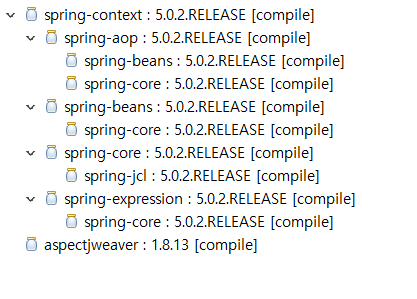 spring-context : 5.0.2.RELEASE [compile]
spring-aop : 5.0.2.RELEASE [compile]
spring-beans : 5.0.2.RELEASE [compile]
spring-core : 5.0.2.RELEASE [compile]
spring-beans : 5.0.2.RELEASE [compile]
spring-core : 5.0.2.RELEASE [compile]
spring-core : 5.0.2.RELEASE [compile]
spring-jcl : 5.0.2.RELEASE [compile]
spring-expression : 5.0.2.RELEASE [compile]
spring-core : 5.0.2.RELEASE [compile]
aspectjweaver : 1.8.13 [compile]